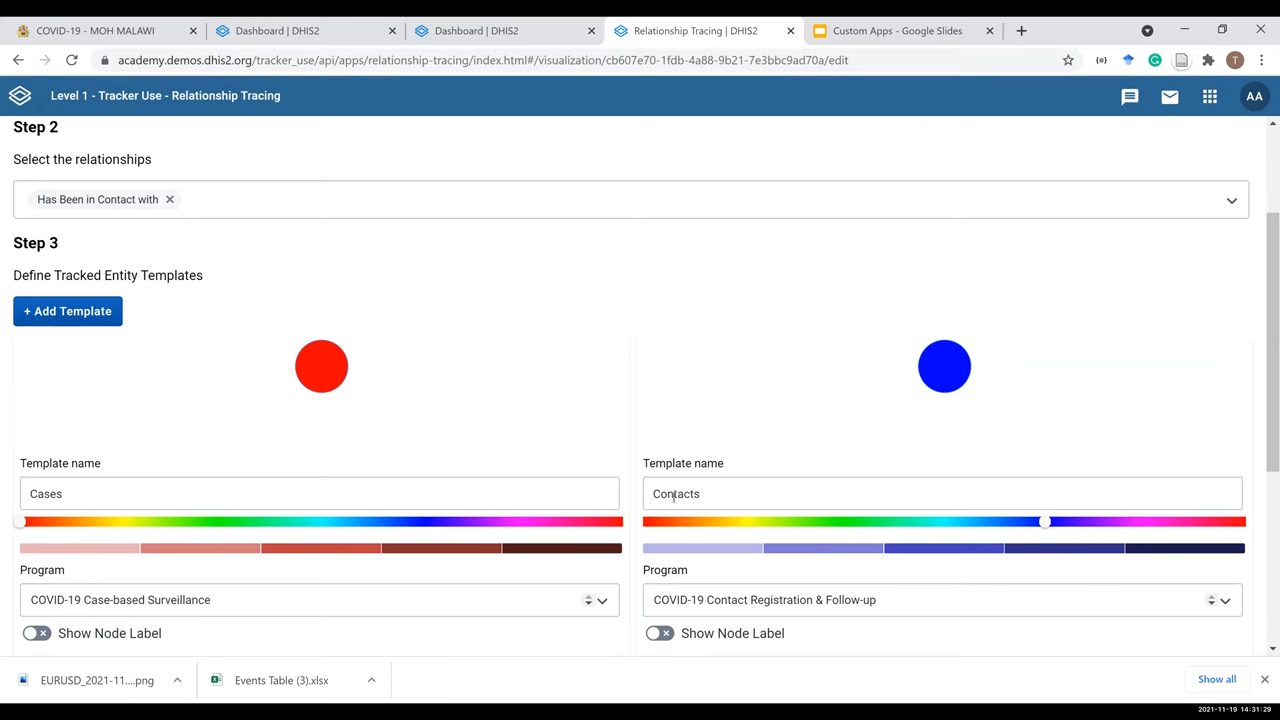 COVID-19 - MOH MALAWI
Dashboard | DHIS2
Dashboard | DHIS2
Relationship Tracing | DHIS2
Custom Apps - Google Slides
academy.demos.dhis2.org/tracker_use/api/apps/relationship-tracing/index.html#/visualization/cb607e70-1fdb-4a88-9b21-7e3bbc9ad70a/edit
T
Level 1 - Tracker Use - Relationship Tracing
AA
Step 2
Select the relationships
Has Been in Contact with
Step 3
Define Tracked Entity Templates
+ Add Template
Template name
Template name
Cases
Contacts
Program
Program
COVID-19 Case-based Surveillance
COVID-19 Contact Registration & Follow-up
Show Node Label
Show Node Label
EURUSD_2021-11....png
Events Table (3).xlsx
Show all
2021-11-19 14:31:29